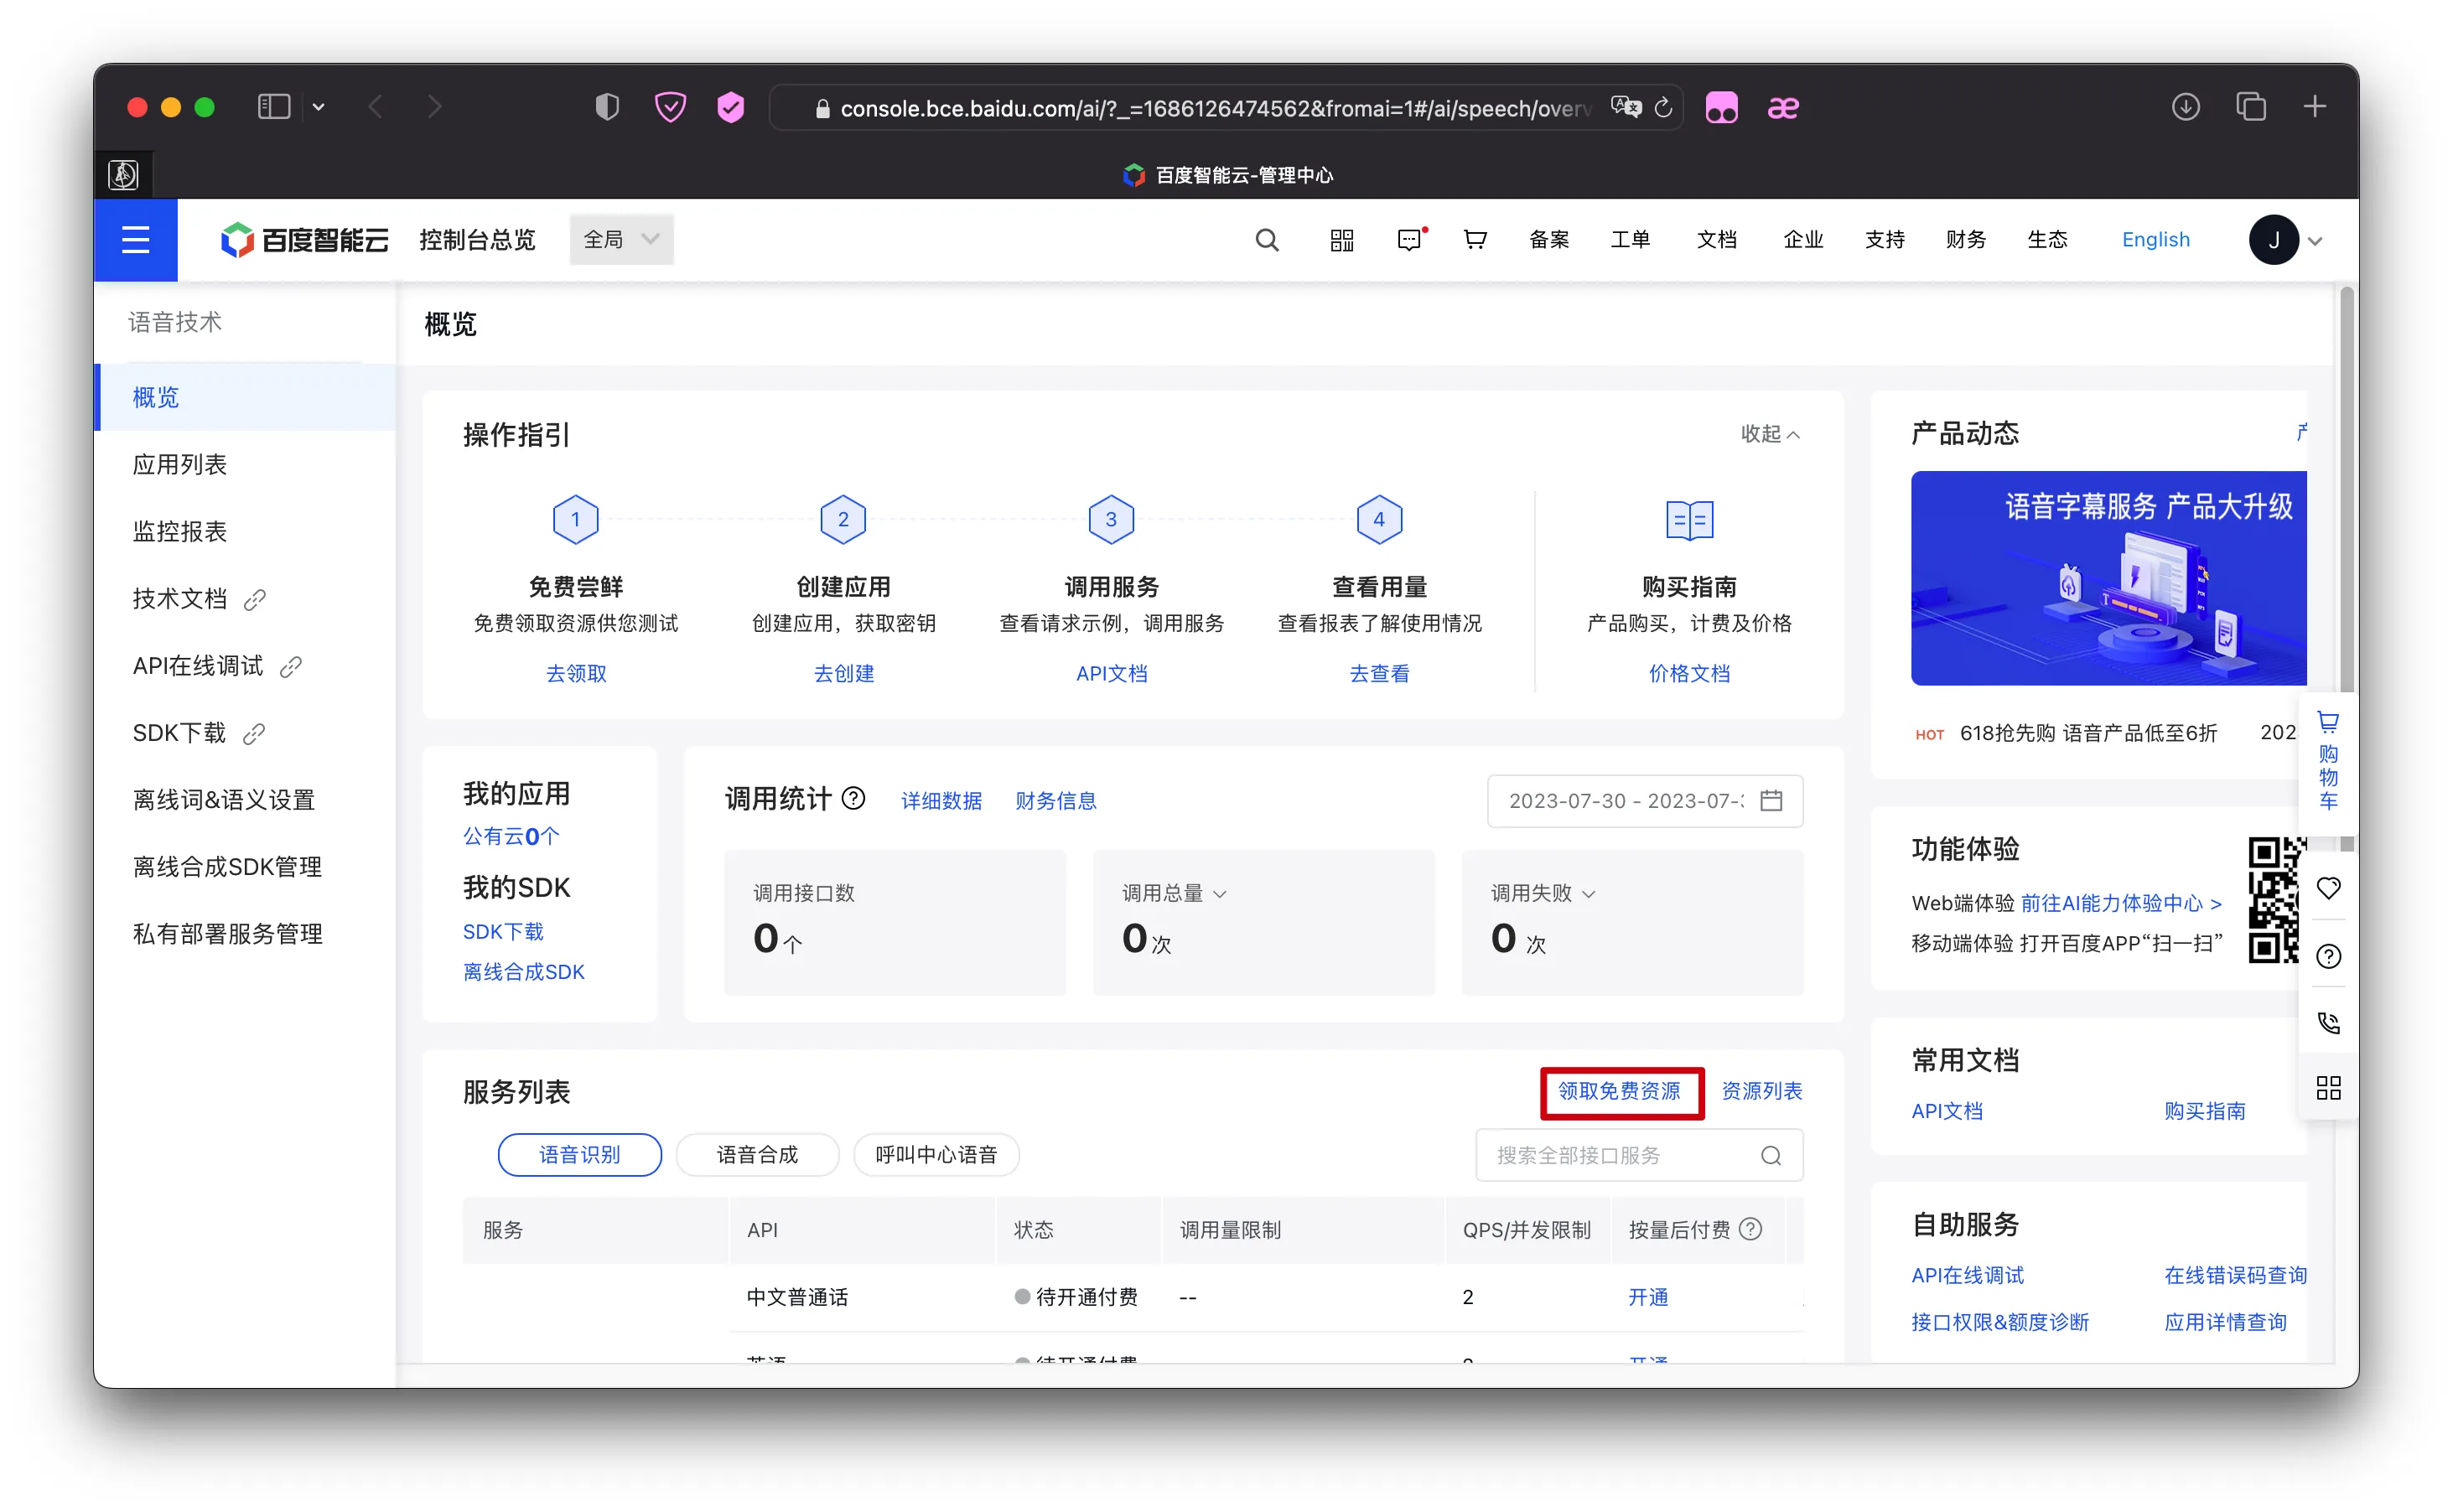 console.bce.baidu.com/ai/?_=1686126474562&fromai=1#/ai/speech/over
百度智能云-管理中心
百度智能云
控制台总览
全局
备案
工单
文档
企业
支持
财务
生态
English
J
语音技术
概览
应用列表
监控报表
技术文档
API在线调试
SDK下载
离线词&语义设置
离线合成SDK管理
私有部署服务管理
概览
操作指引
收起
1
2
3
4
免费尝鲜
创建应用
调用服务
查看用量
购买指南
免费领取资源供您测试
创建应用，获取密钥
查看请求示例，调用服务
查看报表了解使用情况
产品购买，计费及价格
去领取
去创建
API文档
去查看
价格文档
我的应用
公有云0个
我的SDK
SDK下载
离线合成SDK
调用统计
详细数据
财务信息
2023-07-30 - 2023-07-
调用接口数
0个
调用总量
0次
调用失败
0 次
服务列表
领取免费资源
资源列表
语音识别
语音合成
呼叫中心语音
搜索全部接口服务
服务
API
状态
调用量限制
QPS/并发限制
按量后付费
中文普通话
待开通付费
--
2
开通
产品动态
语音字幕服务 产品大升级
HOT 618抢先购 语音产品低至6折 202
购物车
功能体验
Web端体验 前往AI能力体验中心 >
移动端体验 打开百度APP“扫一扫”
常用文档
API文档
购买指南
自助服务
API在线调试
在线错误码查询
接口权限&额度诊断
应用详情查询